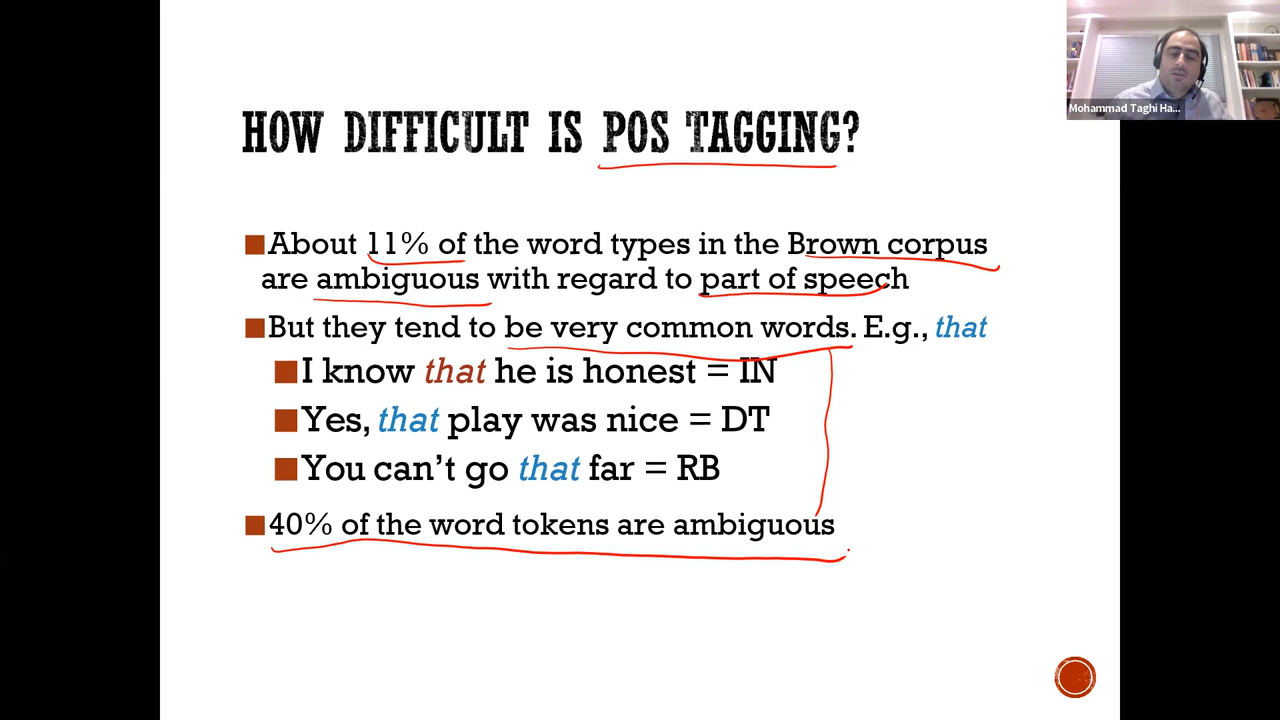 Mohammad Taghi Ha...
HOW DIFFICULT IS POS TAGGING?
About 11% of the word types in the Brown corpus
are ambiguous with regard to part of speech
But they tend to be very common words. E.g., that
I know that he is honest = IN
Yes, that play was nice = DT
You can't go that far = RB
40% of the word tokens are ambiguous